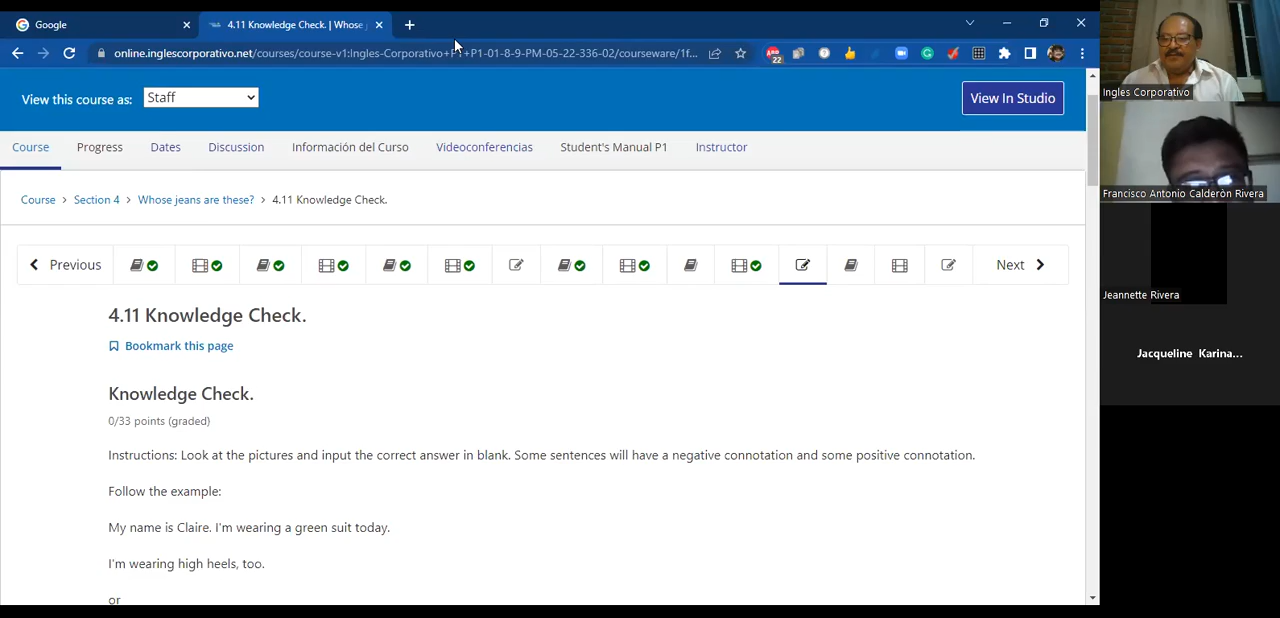 Google
4.11 Knowledge Check. | Whose
online.inglescorporativo.net/courses/course-v1:Ingles-Corporativo+P1+P1-01-8-9-PM-05-22-336-02/courseware/1f...
22
View this course as:
Staff
View In Studio
Course
Progress
Dates
Discussion
Información del Curso
Videoconferencias
Student's Manual P1
Instructor
Course > Section 4 > Whose jeans are these? > 4.11 Knowledge Check.
Previous
Next
4.11 Knowledge Check.
Bookmark this page
Knowledge Check.
0/33 points (graded)
Instructions: Look at the pictures and input the correct answer in blank. Some sentences will have a negative connotation and some positive connotation.
Follow the example:
My name is Claire. I'm wearing a green suit today.
I'm wearing high heels, too.
or
Ingles Corporativo
Francisco Antonio Calderòn Rivera
Jeannette Rivera
Jacqueline Karina...